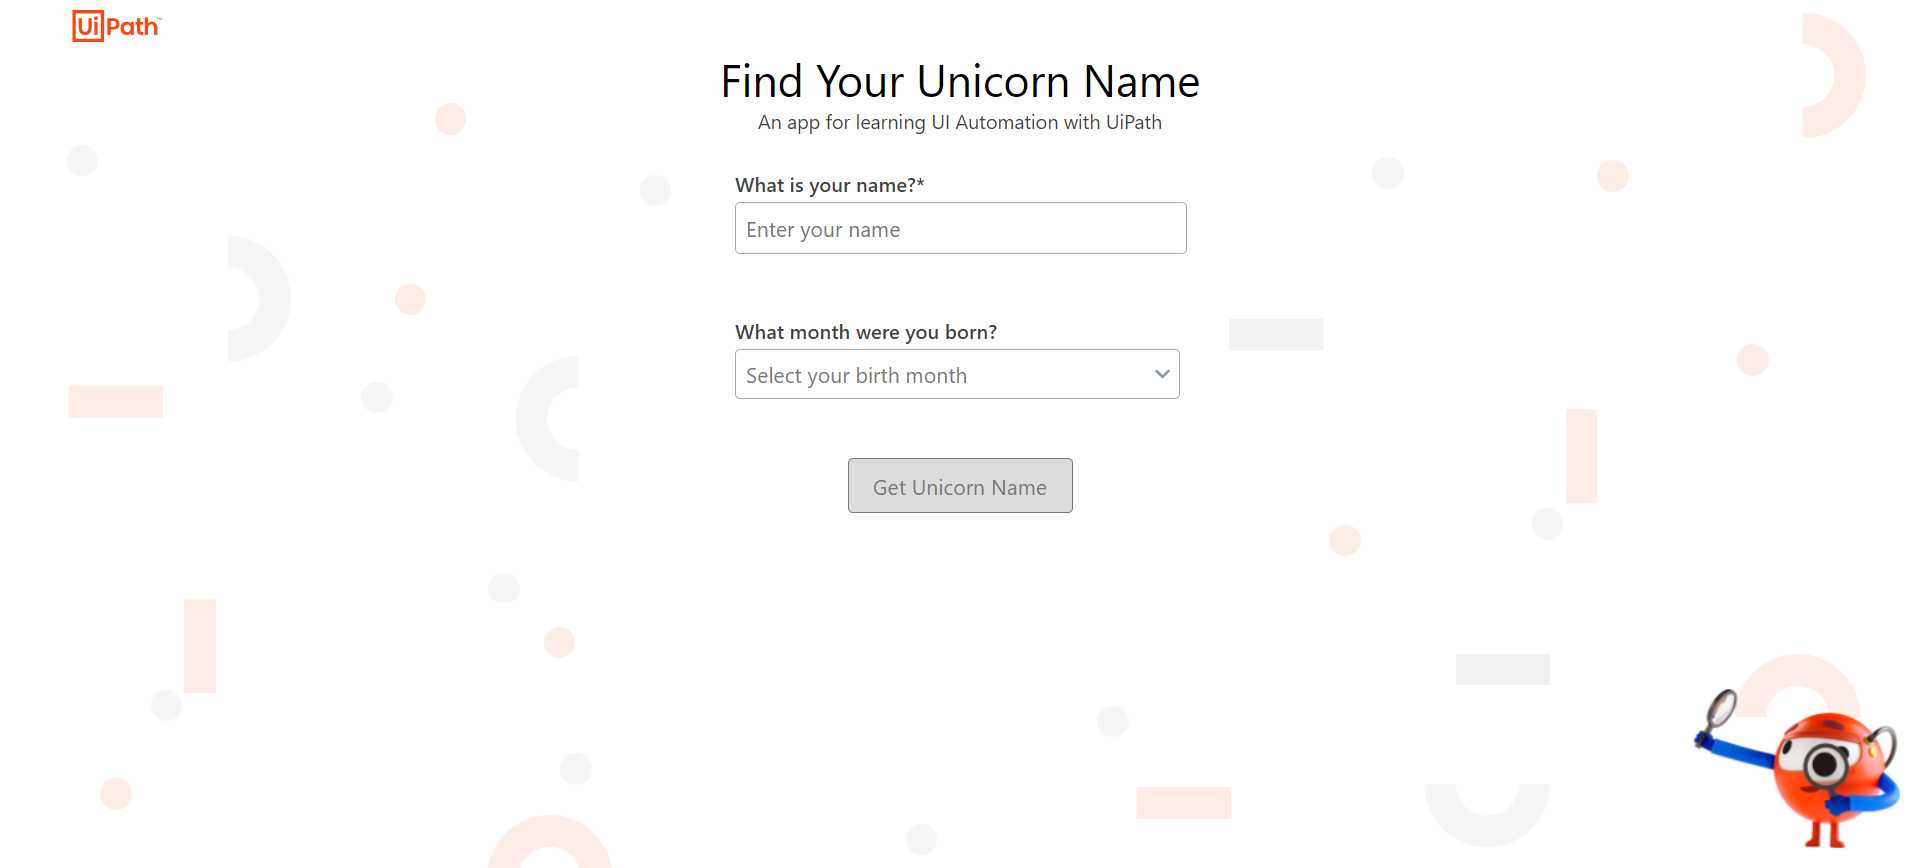 UiPath™
Find Your Unicorn Name
An app for learning UI Automation with UiPath
What is your name?*
Enter your name
What month were you born?
Select your birth month
Get Unicorn Name